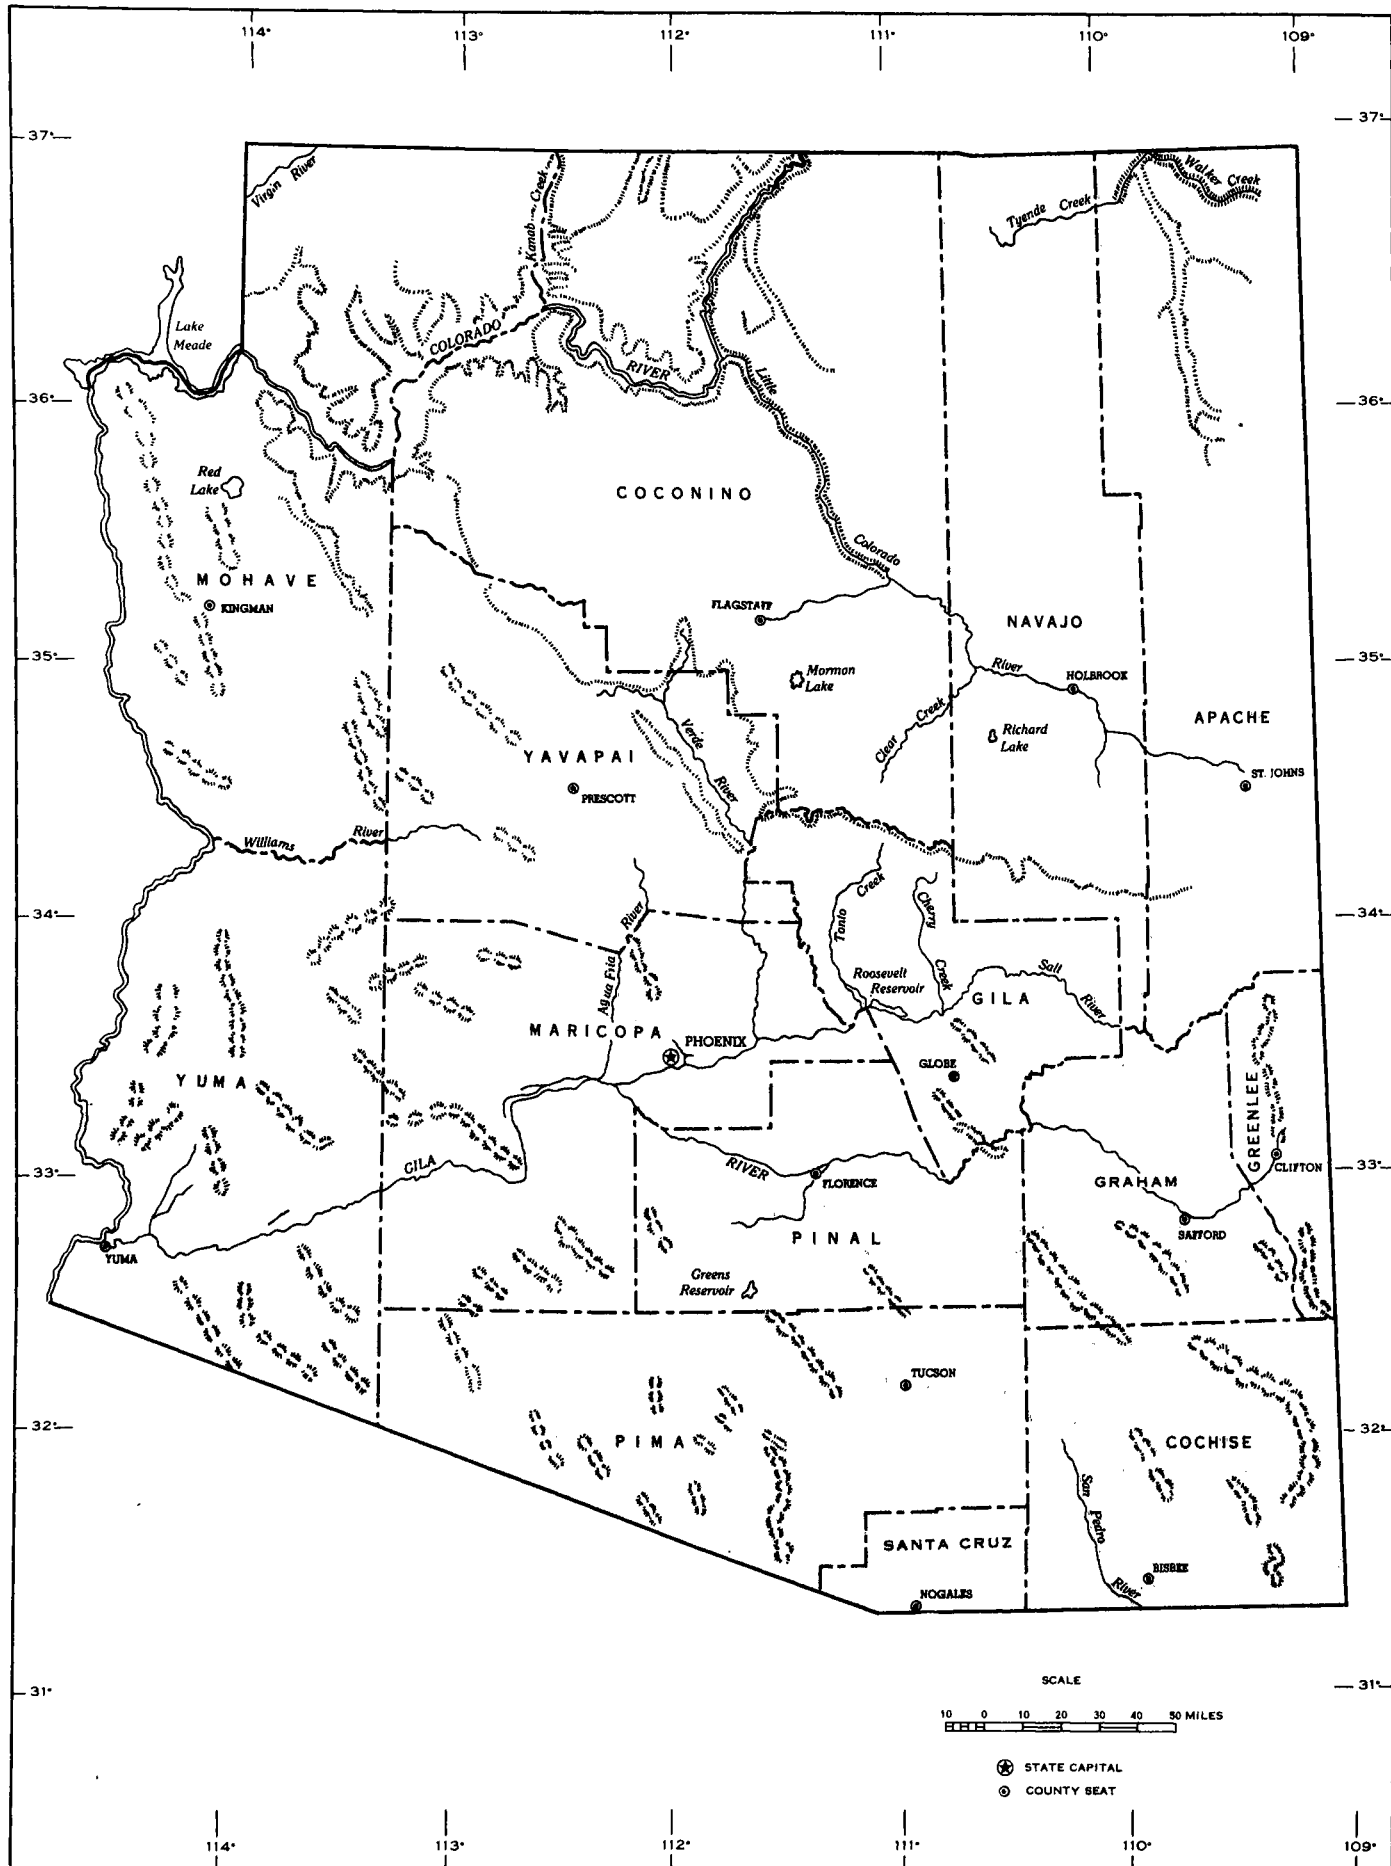 114°
113°
112°
111°
110°
109°
37°
37°
Virgin River
Kanab Creek
Walker Creek
Tyende Creek
Lake
Meade
COLORADO
RIVER
Little
36°
36°
Red
Lake
COCONINO
Colorado
MOHAVE
KINGMAN
FLAGSTAFF
NAVAJO
35°
35°
Mormon
Lake
River
HOLBROOK
Clear Creek
Richard
Lake
APACHE
Verde River
YAVAPAI
ST. JOHNS
PRESCOTT
Williams River
34°
34°
Tonto Creek
Cherry Creek
Agua Fria River
Roosevelt
Reservoir
Salt River
GILA
MARICOPA
PHOENIX
GLOBE
YUMA
GREENLEE
33°
33°
GILA
RIVER
FLORENCE
CLIFTON
GRAHAM
SAFFORD
PINAL
YUMA
Greens
Reservoir
TUCSON
32°
32°
PIMA
COCHISE
San Pedro River
SANTA CRUZ
BISBEE
NOGALES
31°
31°
SCALE
10 0 10 20 30 40 50 MILES
STATE CAPITAL
COUNTY SEAT
114°
113°
112°
111°
110°
109°